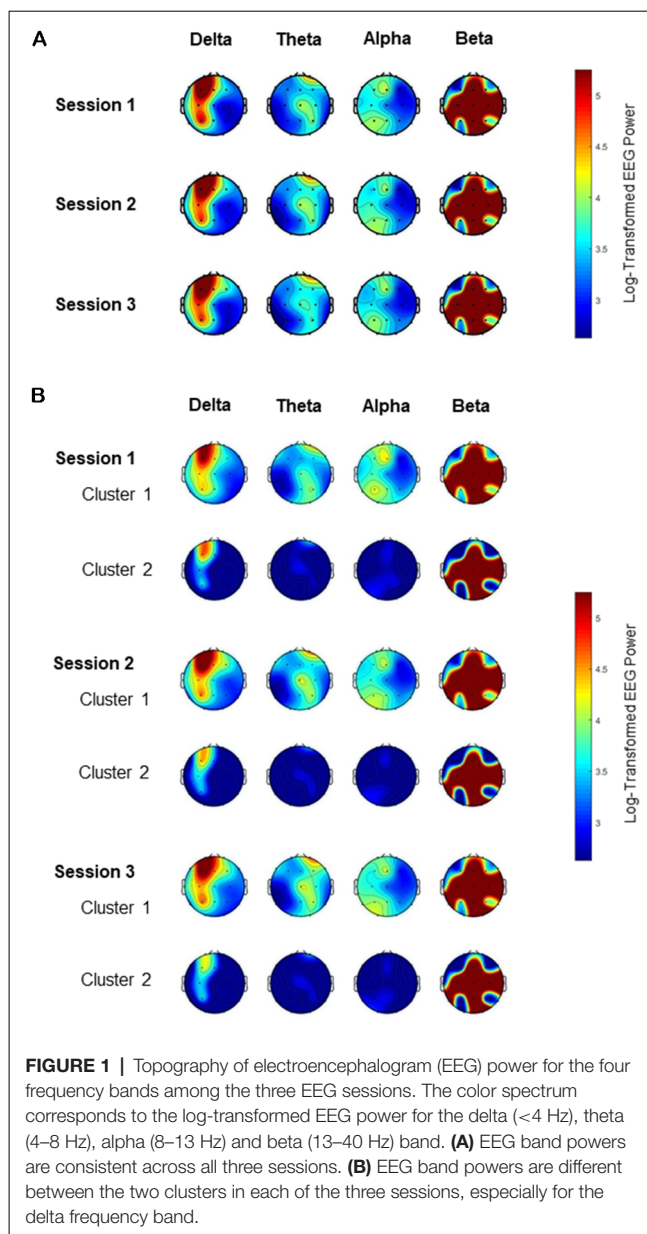 A
Delta Theta Alpha Beta
Session 1
Session 2
Session 3
5
4.5
4
3.5
3
Log-Transformed EEG Power
B
Delta Theta Alpha Beta
Session 1
Cluster 1
Cluster 2
Session 2
Cluster 1
Cluster 2
Session 3
Cluster 1
Cluster 2
5
4.5
4
3.5
3
Log-Transformed EEG Power
FIGURE 1 | Topography of electroencephalogram (EEG) power for the four
frequency bands among the three EEG sessions. The color spectrum
corresponds to the log-transformed EEG power for the delta (<4 Hz), theta
(4–8 Hz), alpha (8–13 Hz) and beta (13–40 Hz) band. (A) EEG band powers
are consistent across all three sessions. (B) EEG band powers are different
between the two clusters in each of the three sessions, especially for the
delta frequency band.